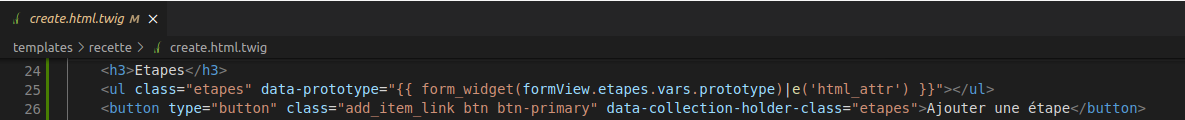 create.html.twig M ×
templates > recette > create.html.twig
24 <h3>Etapes</h3>
25 <ul class="etapes" data-prototype="{{ form_widget(formView.etapes.vars.prototype)|e('html_attr') }}"></ul>
26 <button type="button" class="add_item_link btn btn-primary" data-collection-holder-class="etapes">Ajouter une étape</button>